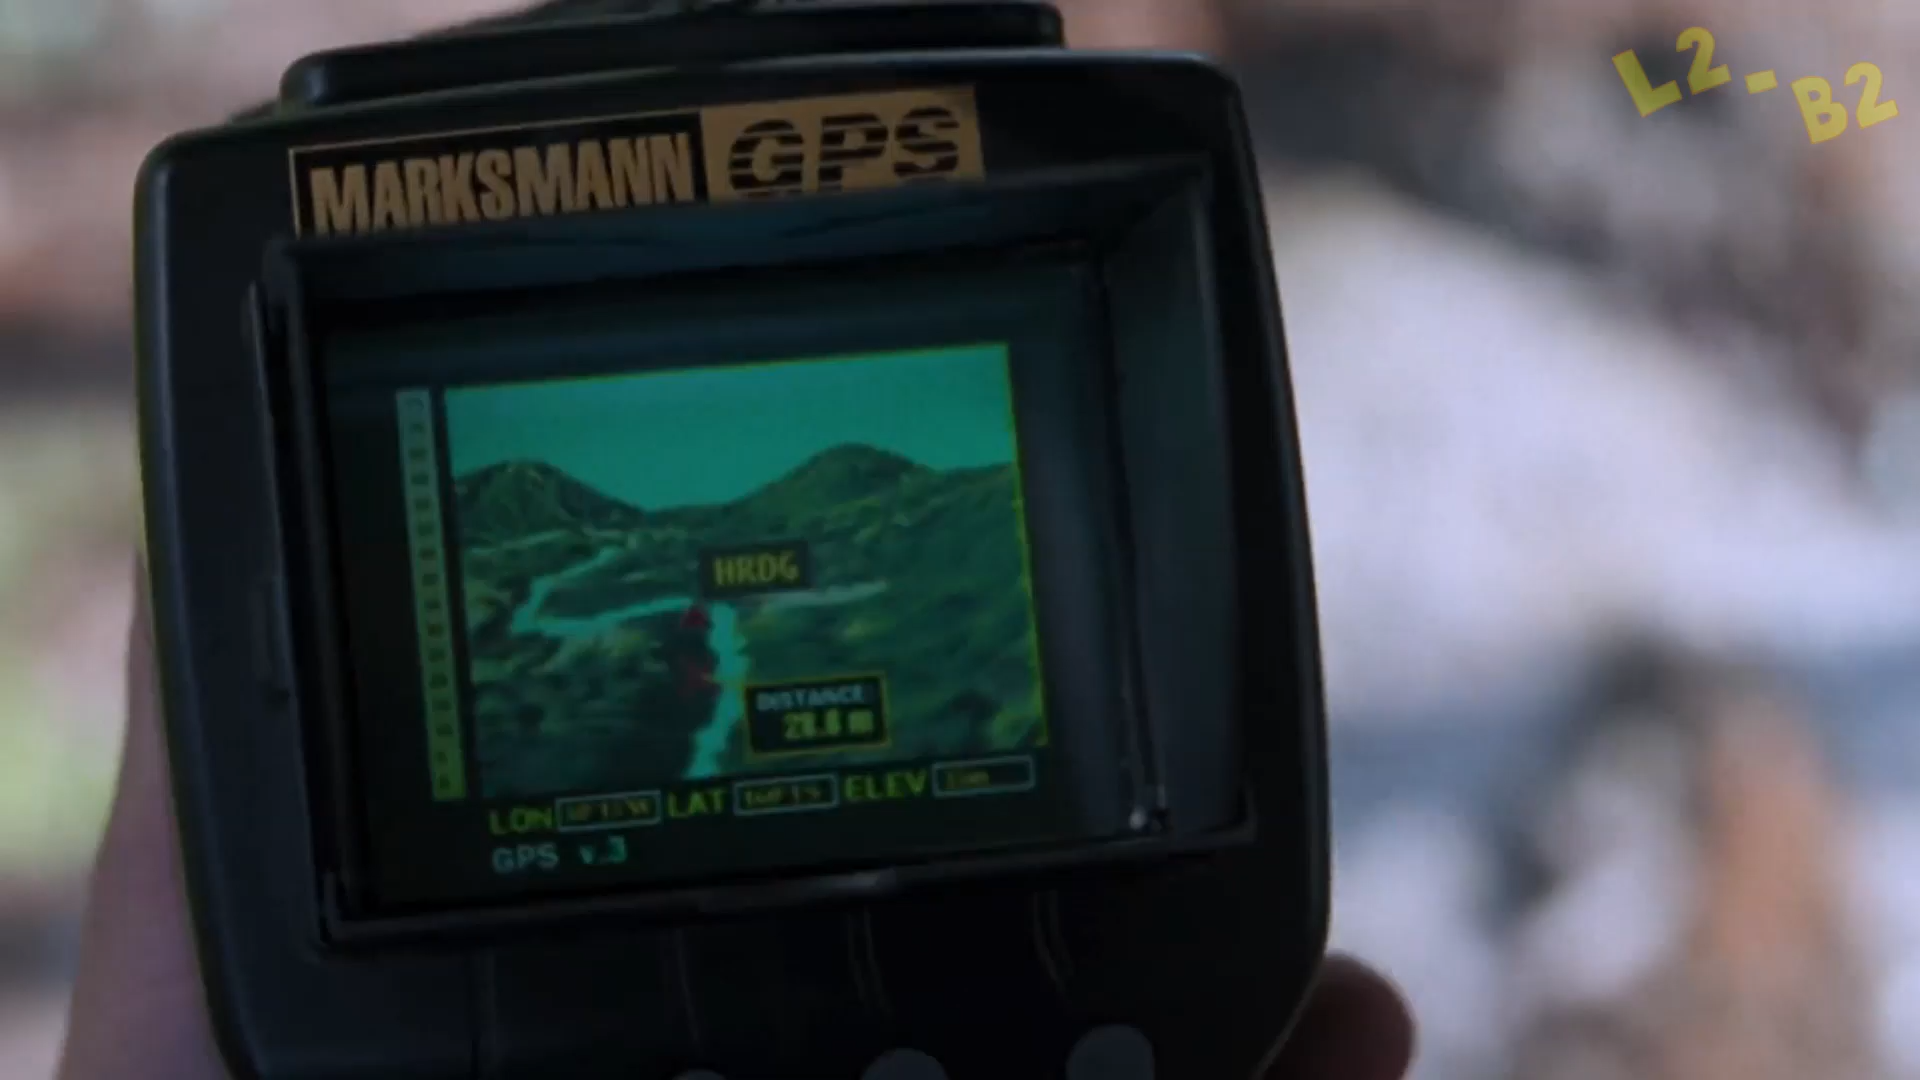 L2-B2
MARKSMANN GPS
HRDG
DISTANCE:
LON LAT ELEV
GPS v.3